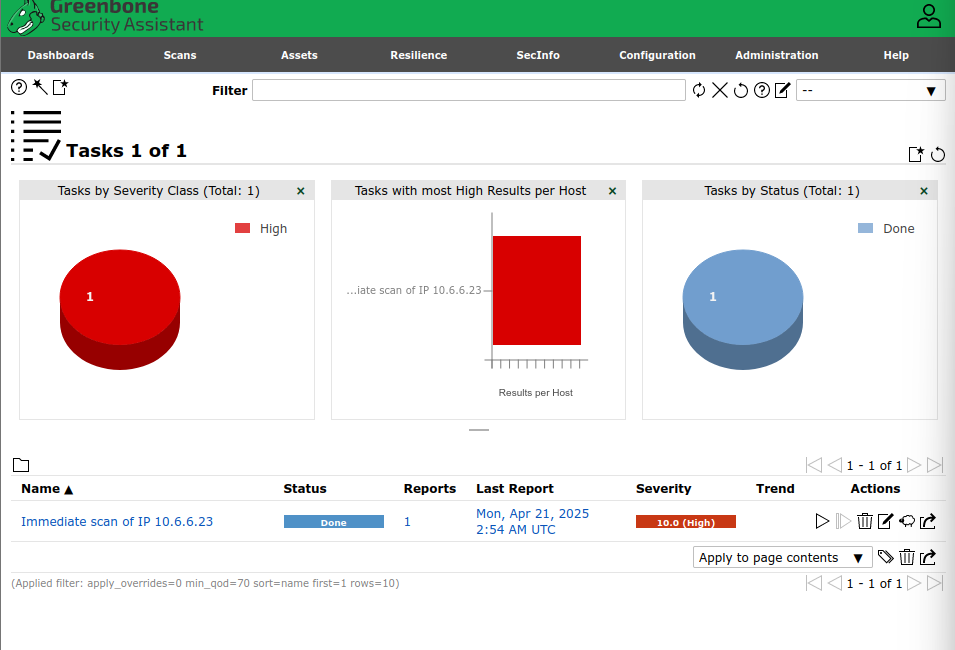 Greenbone
Security Assistant
Dashboards Scans Assets Resilience SecInfo Configuration Administration Help
Filter --
Tasks 1 of 1
Tasks by Severity Class (Total: 1)
High
1
Tasks with most High Results per Host
...iate scan of IP 10.6.6.23
Results per Host
Tasks by Status (Total: 1)
Done
1
1 - 1 of 1
Name ▲ Status Reports Last Report Severity Trend Actions
Immediate scan of IP 10.6.6.23 Done 1 Mon, Apr 21, 2025 10.0 (High)
2:54 AM UTC
Apply to page contents ▼
(Applied filter: apply_overrides=0 min_qod=70 sort=name first=1 rows=10) 1 - 1 of 1